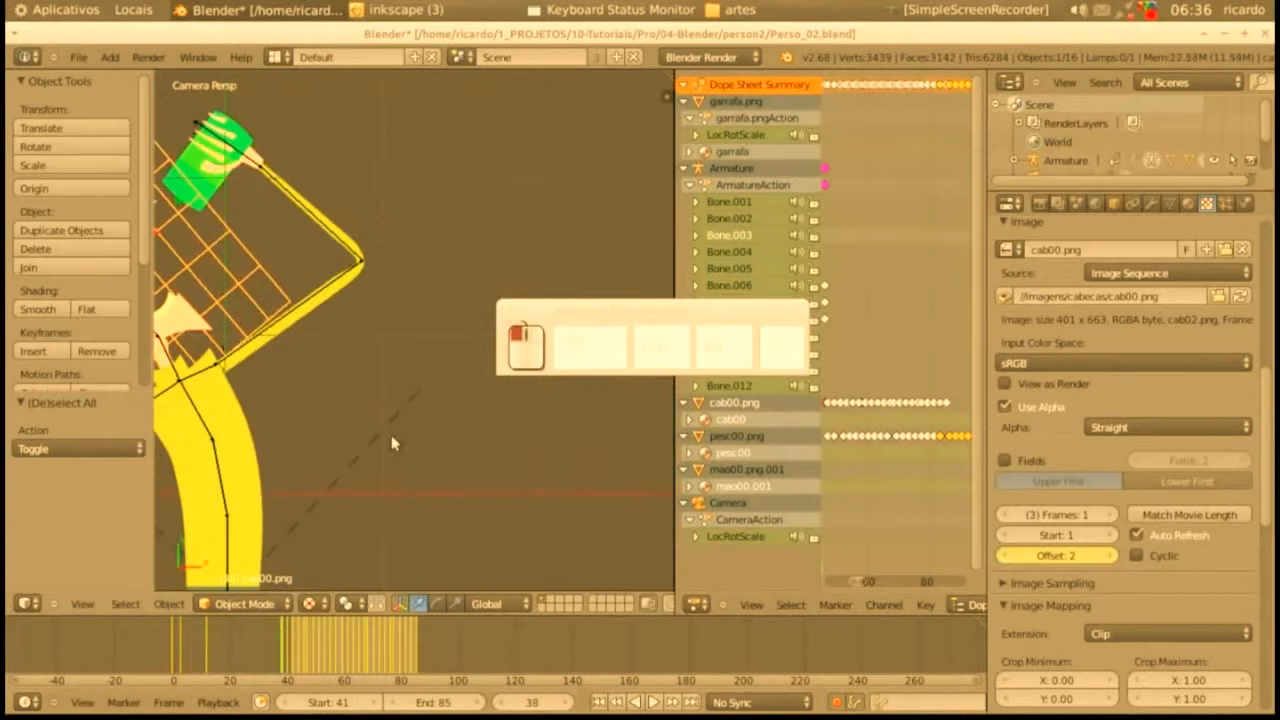 Aplicativos Locais Blender* [/home/ricard... inkscape (3) Keyboard Status Monitor artes [SimpleScreenRecorder] 06:36 ricardo
Blender* [/home/ricardo/1_PROJETOS/10-Tutoriais/Pro/04-Blender/person2/Perso_02.blend]
File Add Render Window Help Default Scene 3 Blender Render v2.68 | Verts:3439 | Faces:3142 | Tris:6284 | Objects:1/16 | Lamps:0/1
Object Tools
Transform:
Translate
Rotate
Scale
Origin
Object:
Duplicate Objects
Delete
Join
Shading:
Smooth Flat
Keyframes:
Insert Remove
Motion Paths:
(De)select All
Action
Toggle
Camera Persp
cab00.png
View Select Object Object Mode Global
Dope Sheet Summary
garrafa.png
garrafa.pngAction
LocRotScale
garrafa
Armature
ArmatureAction
Bone.001
Bone.002
Bone.003
Bone.004
Bone.005
Bone.006
Bone.012
cab00.png
cab00
pesc00.png
pesc00
mao00.png.001
mao00.001
Camera
CameraAction
LocRotScale
60 80
View Select Marker Channel Key Dop
View Search All Scenes
Scene
RenderLayers
World
Armature
Image
cab00.png F
Source: Image Sequence
//imagens/cabecas/cab00.png
Image: size 401 x 663, RGBA byte, cab02.png, Frame
Input Color Space:
sRGB
View as Render
Use Alpha
Alpha: Straight
Fields Fields: 2
Upper First Lower First
(3) Frames: 1 Match Movie Length
Start: 1 Auto Refresh
Offset: 2 Cyclic
Image Sampling
Image Mapping
Extension: Clip
Crop Minimum: Crop Maximum:
X: 0.00 X: 1.00
Y: 0.00 Y: 1.00
-40 -20 0 20 40 60 80 100 120 140 160 180 200 220 240 260
View Marker Frame Playback Start: 41 End: 85 38 No Sync